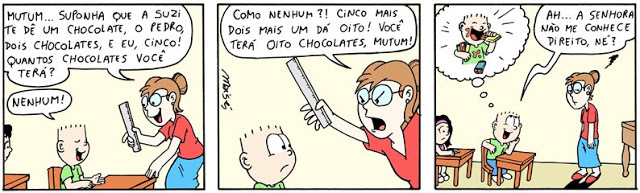 MUTUM... SUPONHA QUE A SUZI
TE DÊ UM CHOCOLATE, O PEDRO,
DOIS CHOCOLATES, E EU, CINCO!
QUANTOS CHOCOLATES VOCÊ
TERÁ?
NENHUM!
COMO NENHUM?! CINCO MAIS
DOIS MAIS UM DÁ OITO! VOCÊ
TERÁ OITO CHOCOLATES, MUTUM!
AH... A SENHORA
NÃO ME CONHECE
DIREITO, NÉ?